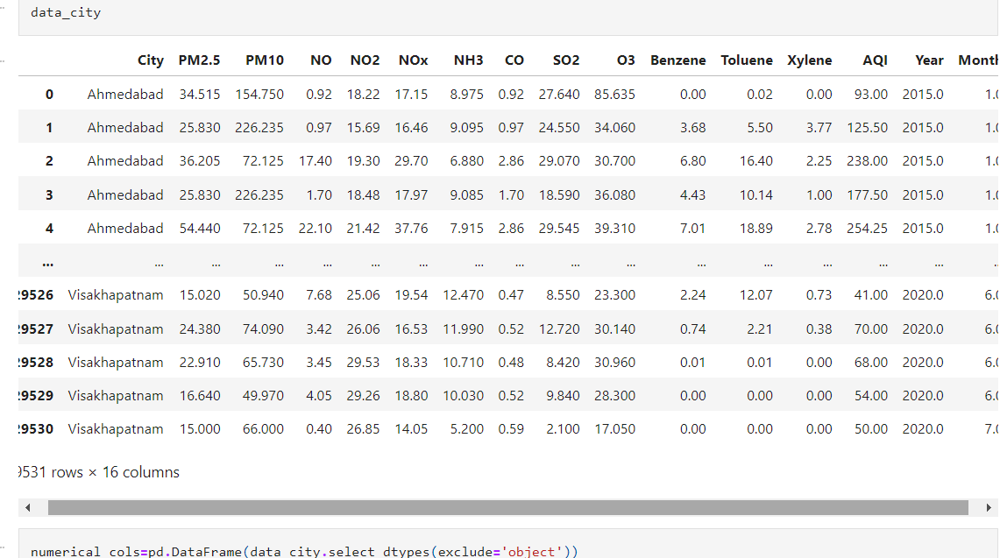 data_city
City PM2.5 PM10 NO NO2 NOx NH3 CO SO2 O3 Benzene Toluene Xylene AQI Year Month
0 Ahmedabad 34.515 154.750 0.92 18.22 17.15 8.975 0.92 27.640 85.635 0.00 0.02 0.00 93.00 2015.0 1.0
1 Ahmedabad 25.830 226.235 0.97 15.69 16.46 9.095 0.97 24.550 34.060 3.68 5.50 3.77 125.50 2015.0 1.0
2 Ahmedabad 36.205 72.125 17.40 19.30 29.70 6.880 2.86 29.070 30.700 6.80 16.40 2.25 238.00 2015.0 1.0
3 Ahmedabad 25.830 226.235 1.70 18.48 17.97 9.085 1.70 18.590 36.080 4.43 10.14 1.00 177.50 2015.0 1.0
4 Ahmedabad 54.440 72.125 22.10 21.42 37.76 7.915 2.86 29.545 39.310 7.01 18.89 2.78 254.25 2015.0 1.0
... ... ... ... ... ... ... ... ... ... ... ... ... ... ... ... ...
29526 Visakhapatnam 15.020 50.940 7.68 25.06 19.54 12.470 0.47 8.550 23.300 2.24 12.07 0.73 41.00 2020.0 6.0
29527 Visakhapatnam 24.380 74.090 3.42 26.06 16.53 11.990 0.52 12.720 30.140 0.74 2.21 0.38 70.00 2020.0 6.0
29528 Visakhapatnam 22.910 65.730 3.45 29.53 18.33 10.710 0.48 8.420 30.960 0.01 0.01 0.00 68.00 2020.0 6.0
29529 Visakhapatnam 16.640 49.970 4.05 29.26 18.80 10.030 0.52 9.840 28.300 0.00 0.00 0.00 54.00 2020.0 6.0
29530 Visakhapatnam 15.000 66.000 0.40 26.85 14.05 5.200 0.59 2.100 17.050 0.00 0.00 0.00 50.00 2020.0 7.0
9531 rows × 16 columns
numerical_cols=pd.DataFrame(data_city.select_dtypes(exclude='object'))